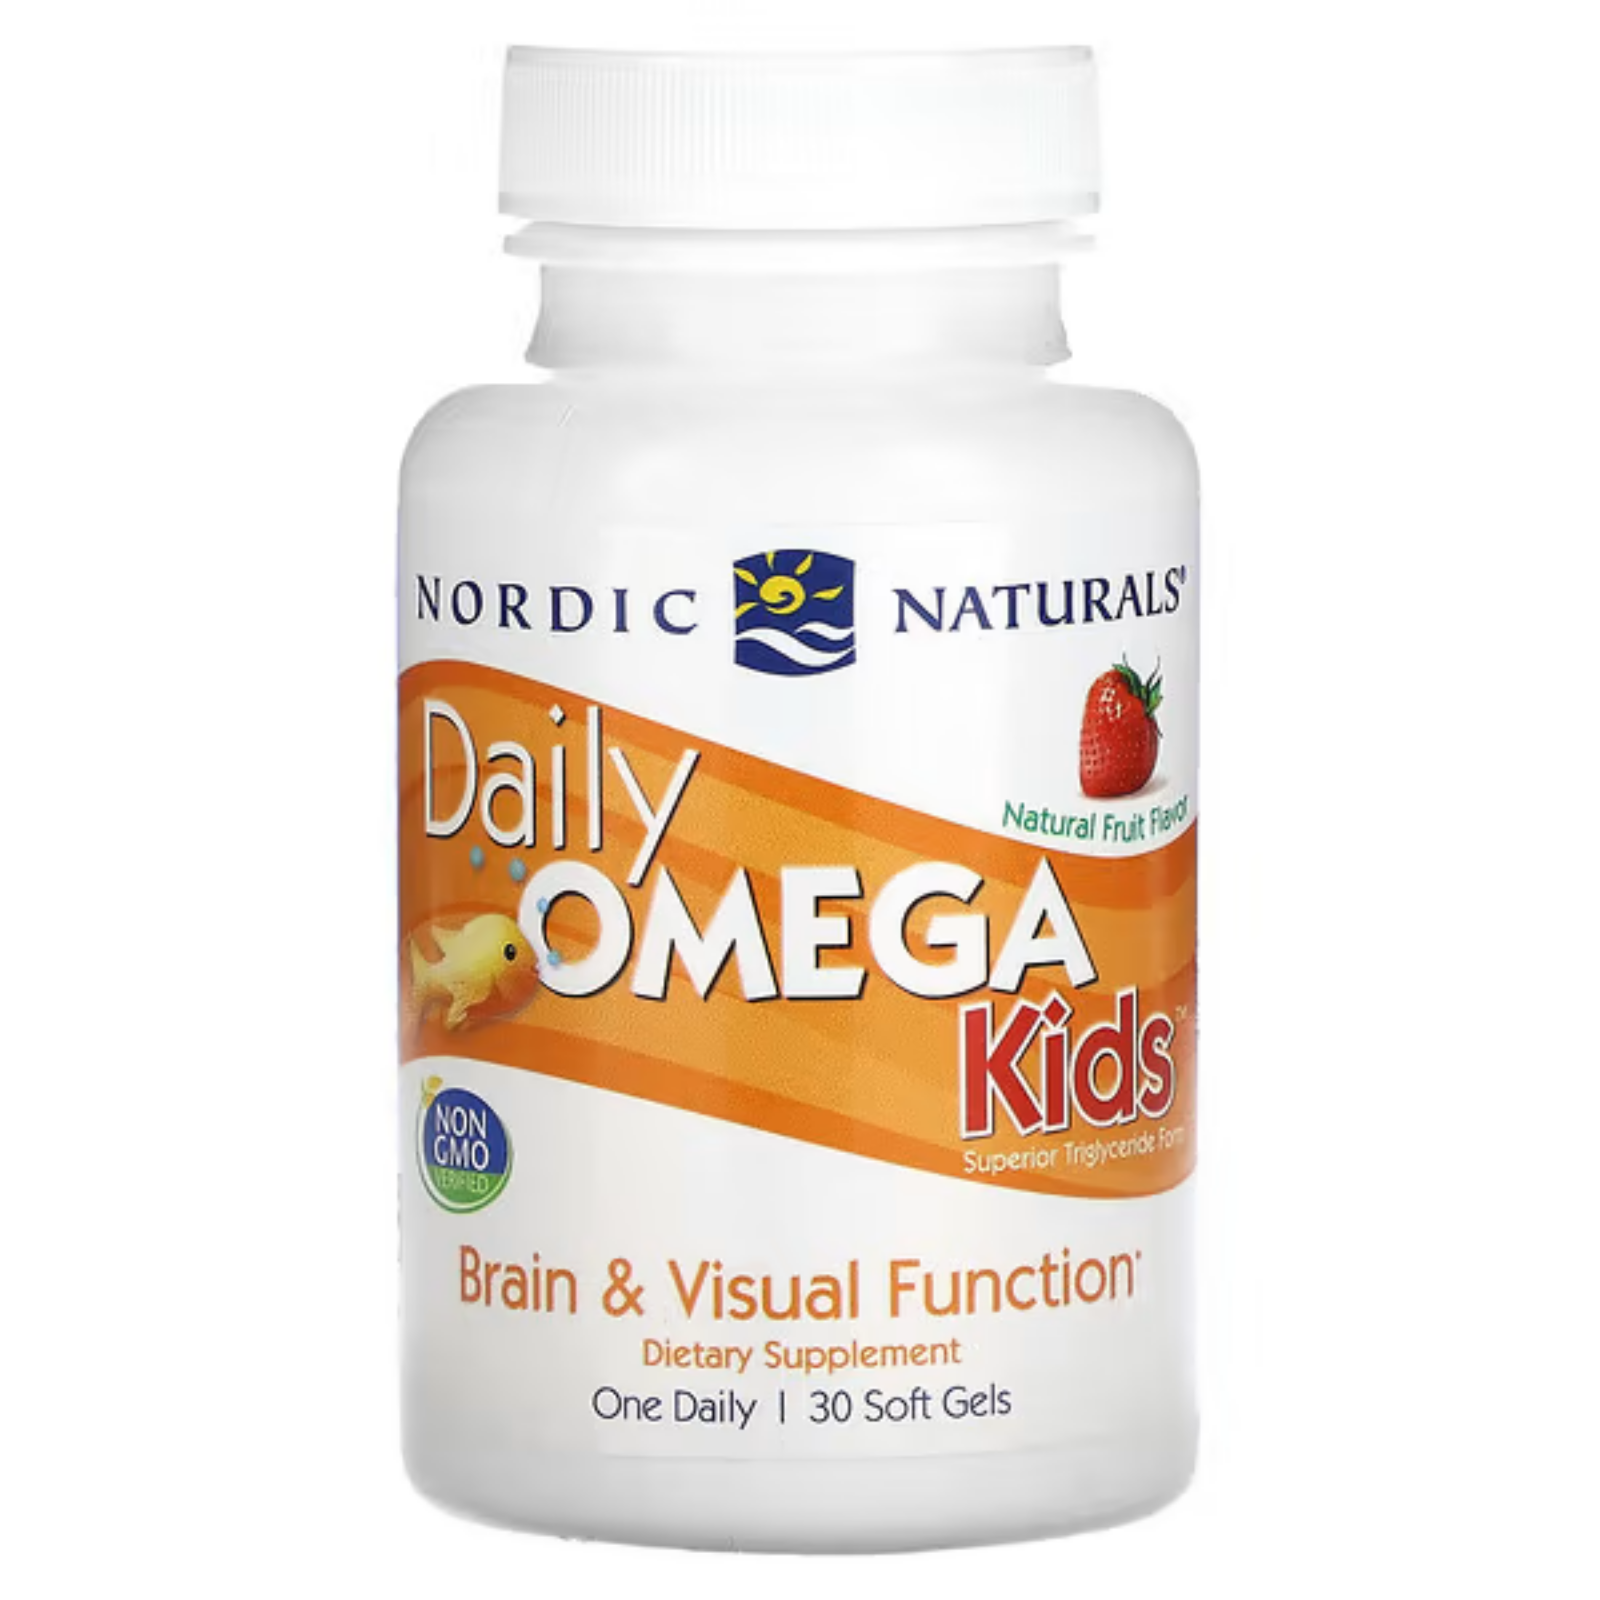 NORDIC NATURALS®
Natural Fruit Flavor
Daily
OMEGA
Kids™
Superior Triglyceride Form
NON
GMO
VERIFIED
Brain & Visual Function*
Dietary Supplement
One Daily | 30 Soft Gels